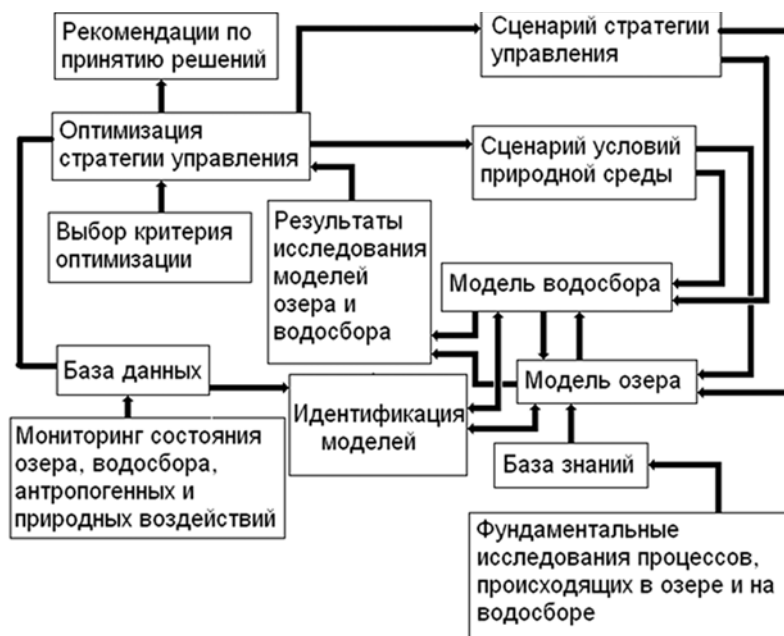 Рекомендации по
принятию решений
Сценарий стратегии
управления
Оптимизация
стратегии управления
Сценарий условий
природной среды
Выбор критерия
оптимизации
Результаты
исследования
моделей
озера и
водосбора
Модель водосбора
База данных
Модель озера
Идентификация
моделей
Мониторинг состояния
озера, водосбора,
антропогенных и
природных воздействий
База знаний
Фундаментальные
исследования процессов,
происходящих в озере и на
водосборе